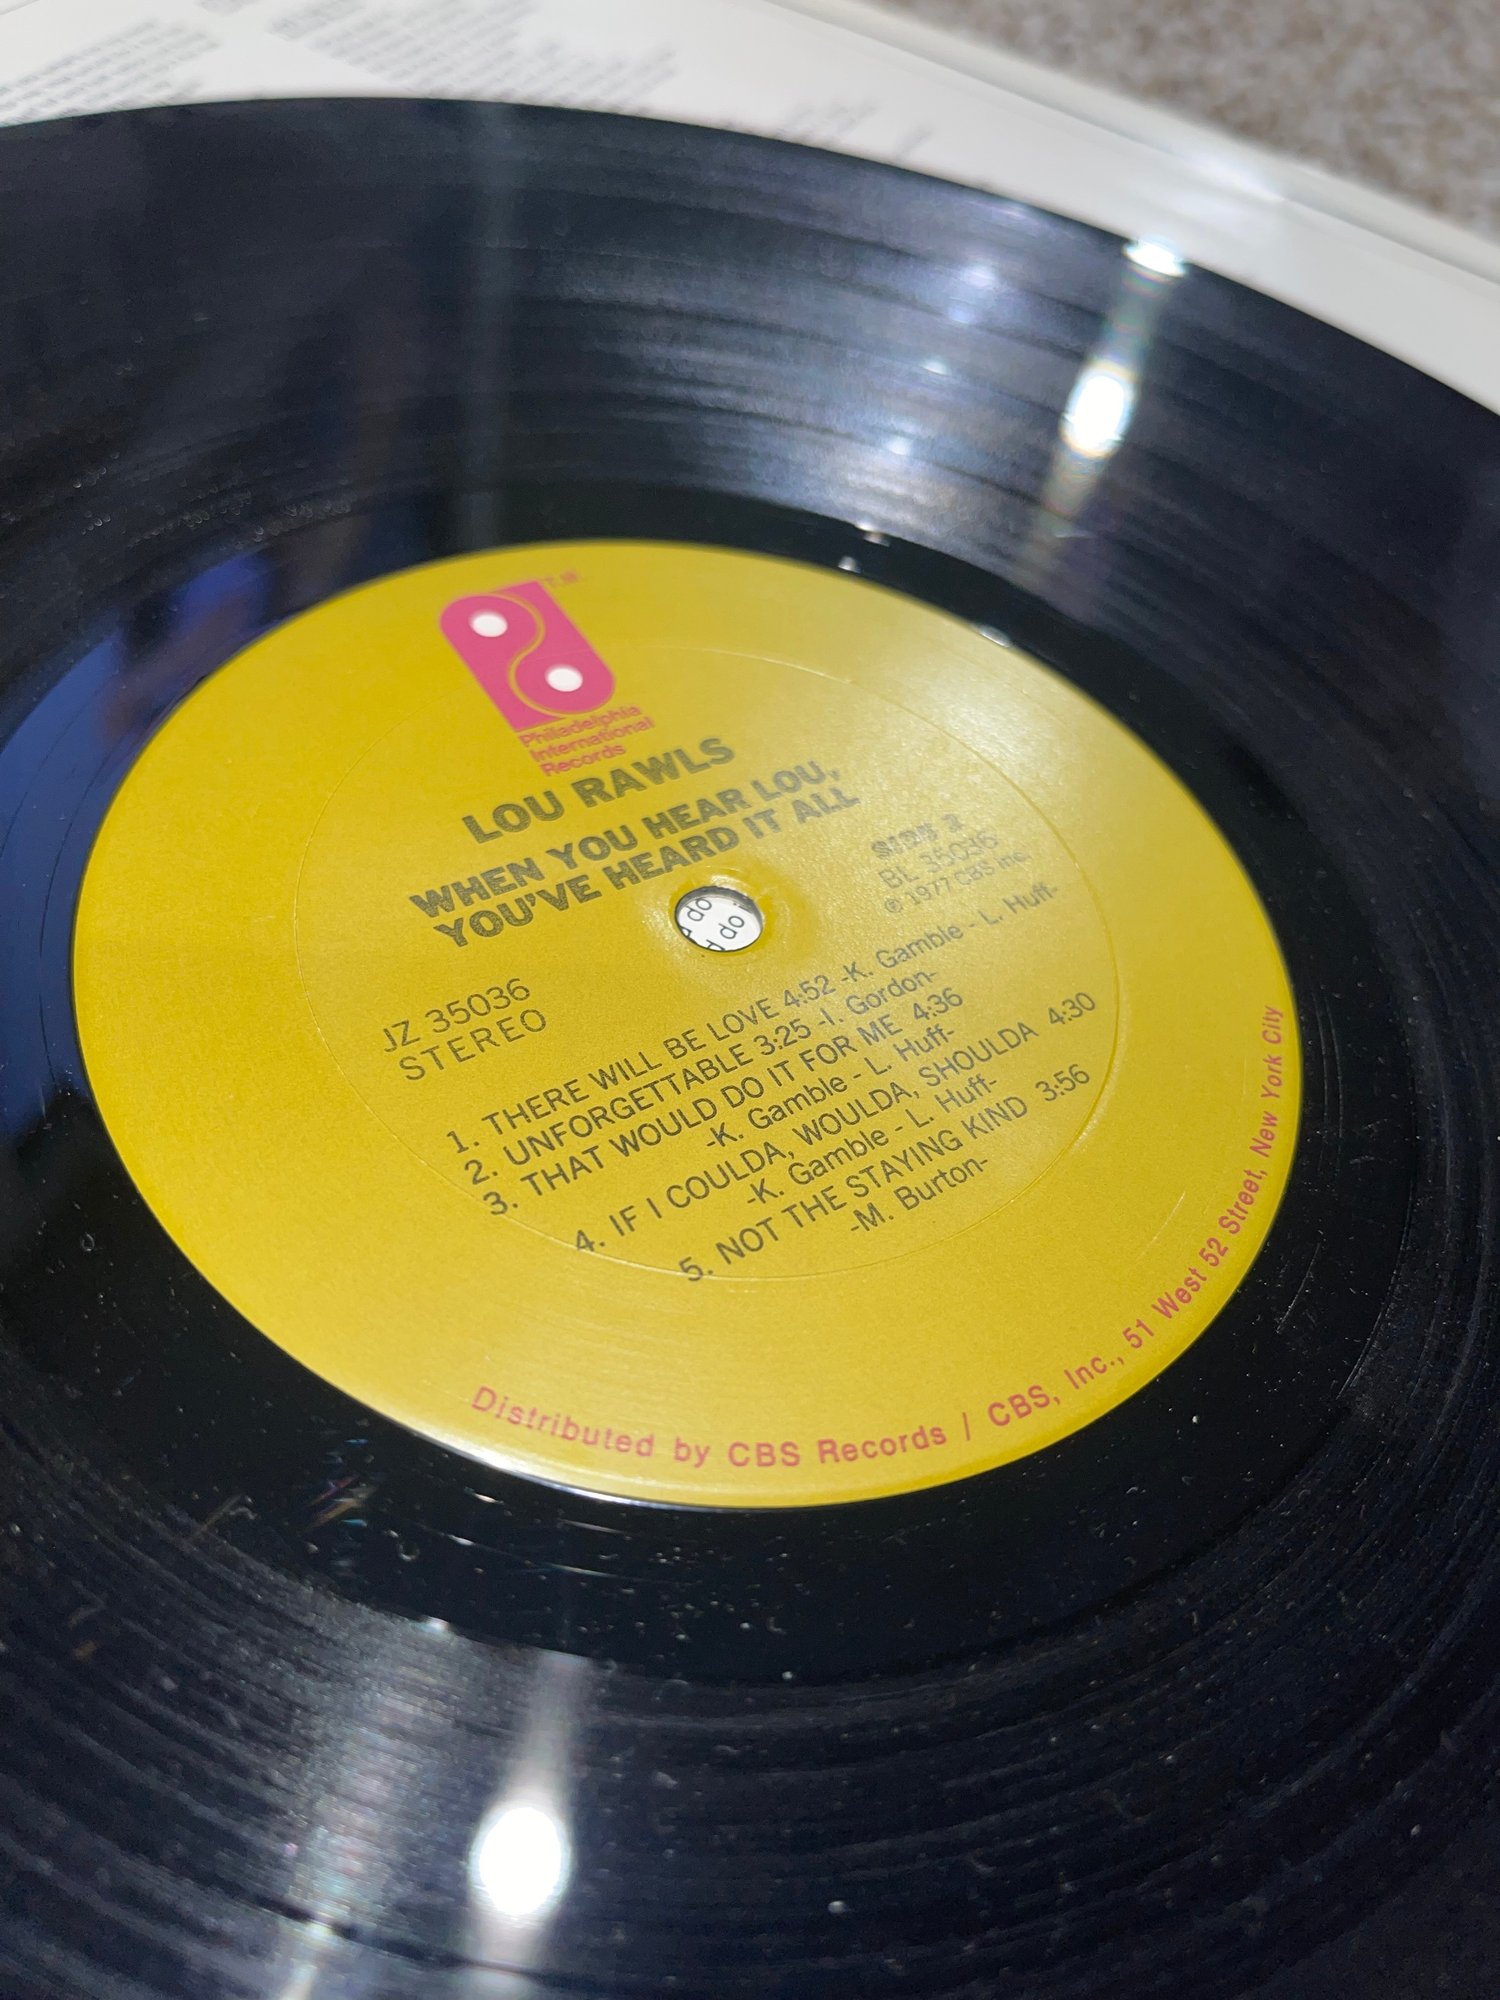 T.M.
Philadelphia
International
Records
LOU RAWLS
WHEN YOU HEAR LOU,
YOU'VE HEARD IT ALL
SIDE 2
BL 35036
℗ 1977 CBS Inc.
JZ 35036
STEREO
1. THERE WILL BE LOVE 4:52 -K. Gamble - L. Huff-
2. UNFORGETTABLE 3:25 -I. Gordon-
3. THAT WOULD DO IT FOR ME 4:36
-K. Gamble - L. Huff-
4. IF I COULDA, WOULDA, SHOULDA 4:30
-K. Gamble - L. Huff-
5. NOT THE STAYING KIND 3:56
-M. Burton-
Distributed by CBS Records / CBS, Inc., 51 West 52 Street, New York City
do
do